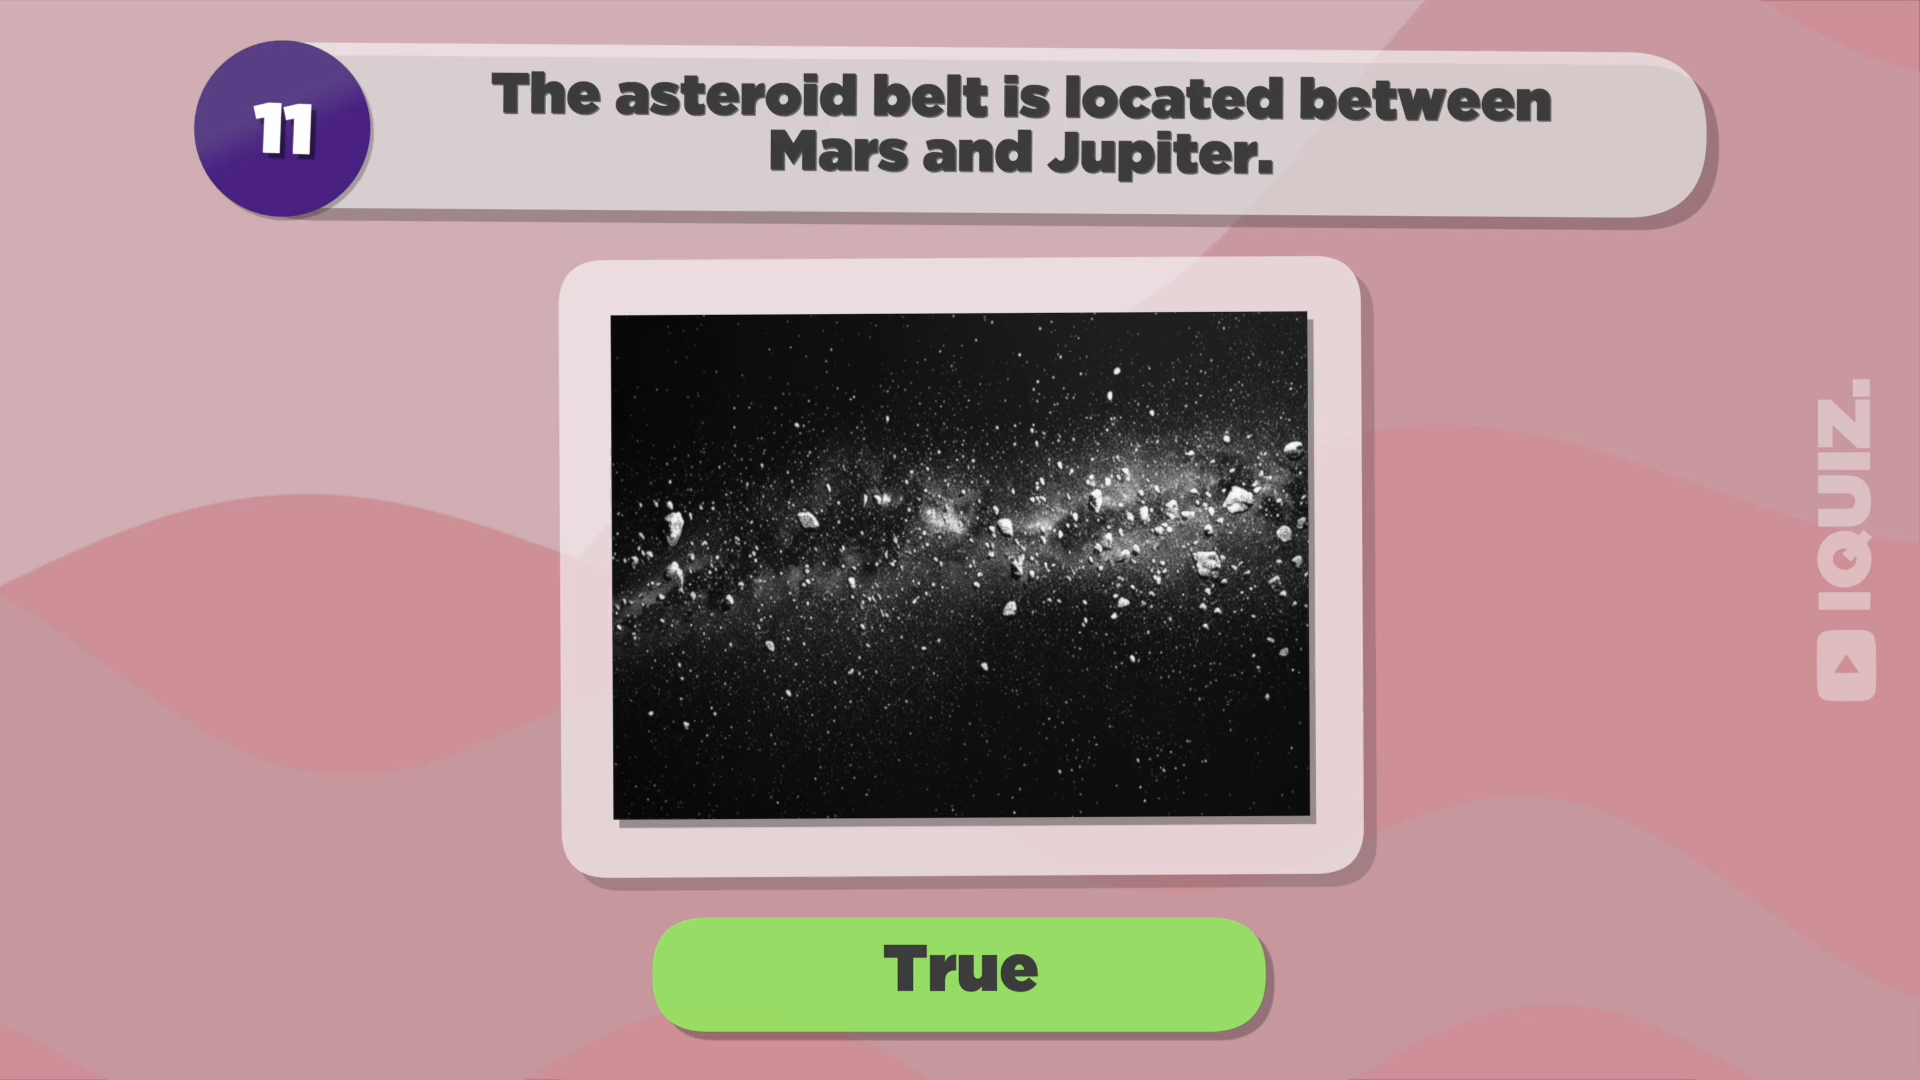 11
The asteroid belt is located between
Mars and Jupiter.
True
IQUIZ.